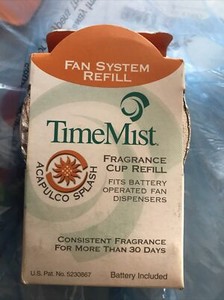 FAN SYSTEM
REFILL
TimeMist
ACAPULCO SPLASH
FRAGRANCE
CUP REFILL
FITS BATTERY
OPERATED FAN
DISPENSERS
CONSISTENT FRAGRANCE
FOR MORE THAN 30 DAYS
U.S. Pat. No. 5230867
Battery Included